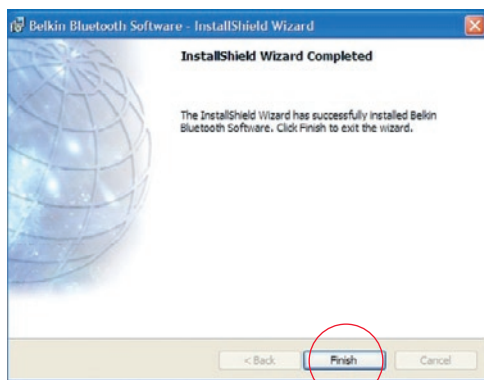 Belkin Bluetooth Software - InstallShield Wizard
InstallShield Wizard Completed
The InstallShield Wizard has successfully installed Belkin
Bluetooth Software. Click Finish to exit the wizard.
< Back Finish Cancel